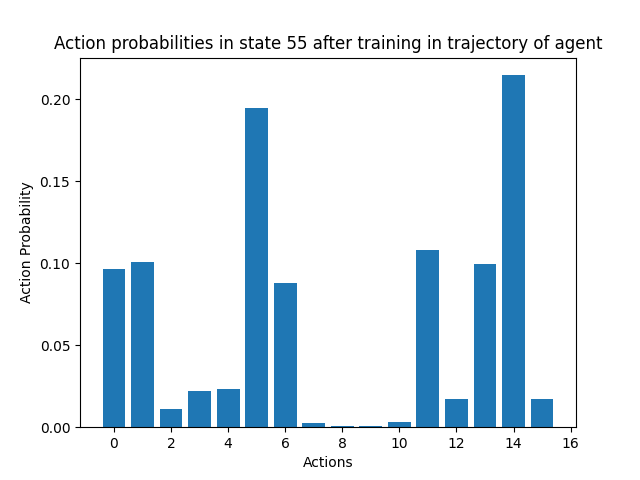 Action probabilities in state 55 after training in trajectory of agent
0.20
0.15
0.10
0.05
0.00
Action Probability
0 2 4 6 8 10 12 14 16
Actions